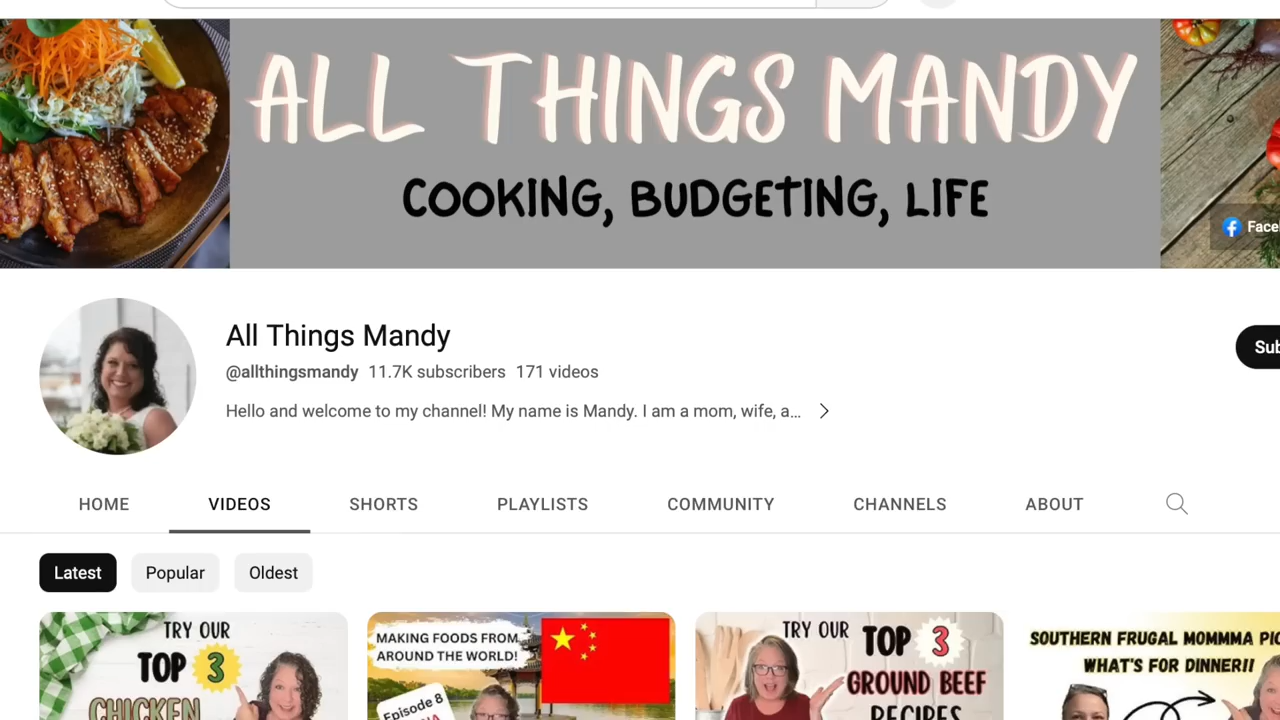 ALL THINGS MANDY
COOKING, BUDGETING, LIFE
All Things Mandy
@allthingsmandy 11.7K subscribers 171 videos
Hello and welcome to my channel! My name is Mandy. I am a mom, wife, a...
HOME VIDEOS SHORTS PLAYLISTS COMMUNITY CHANNELS ABOUT
Latest Popular Oldest
TRY OUR
TOP 3
CHICKEN
MAKING FOODS FROM
AROUND THE WORLD!
Episode 8
TRY OUR TOP 3
GROUND BEEF
RECIPES
SOUTHERN FRUGAL MOMMMA
WHAT'S FOR DINNER!!